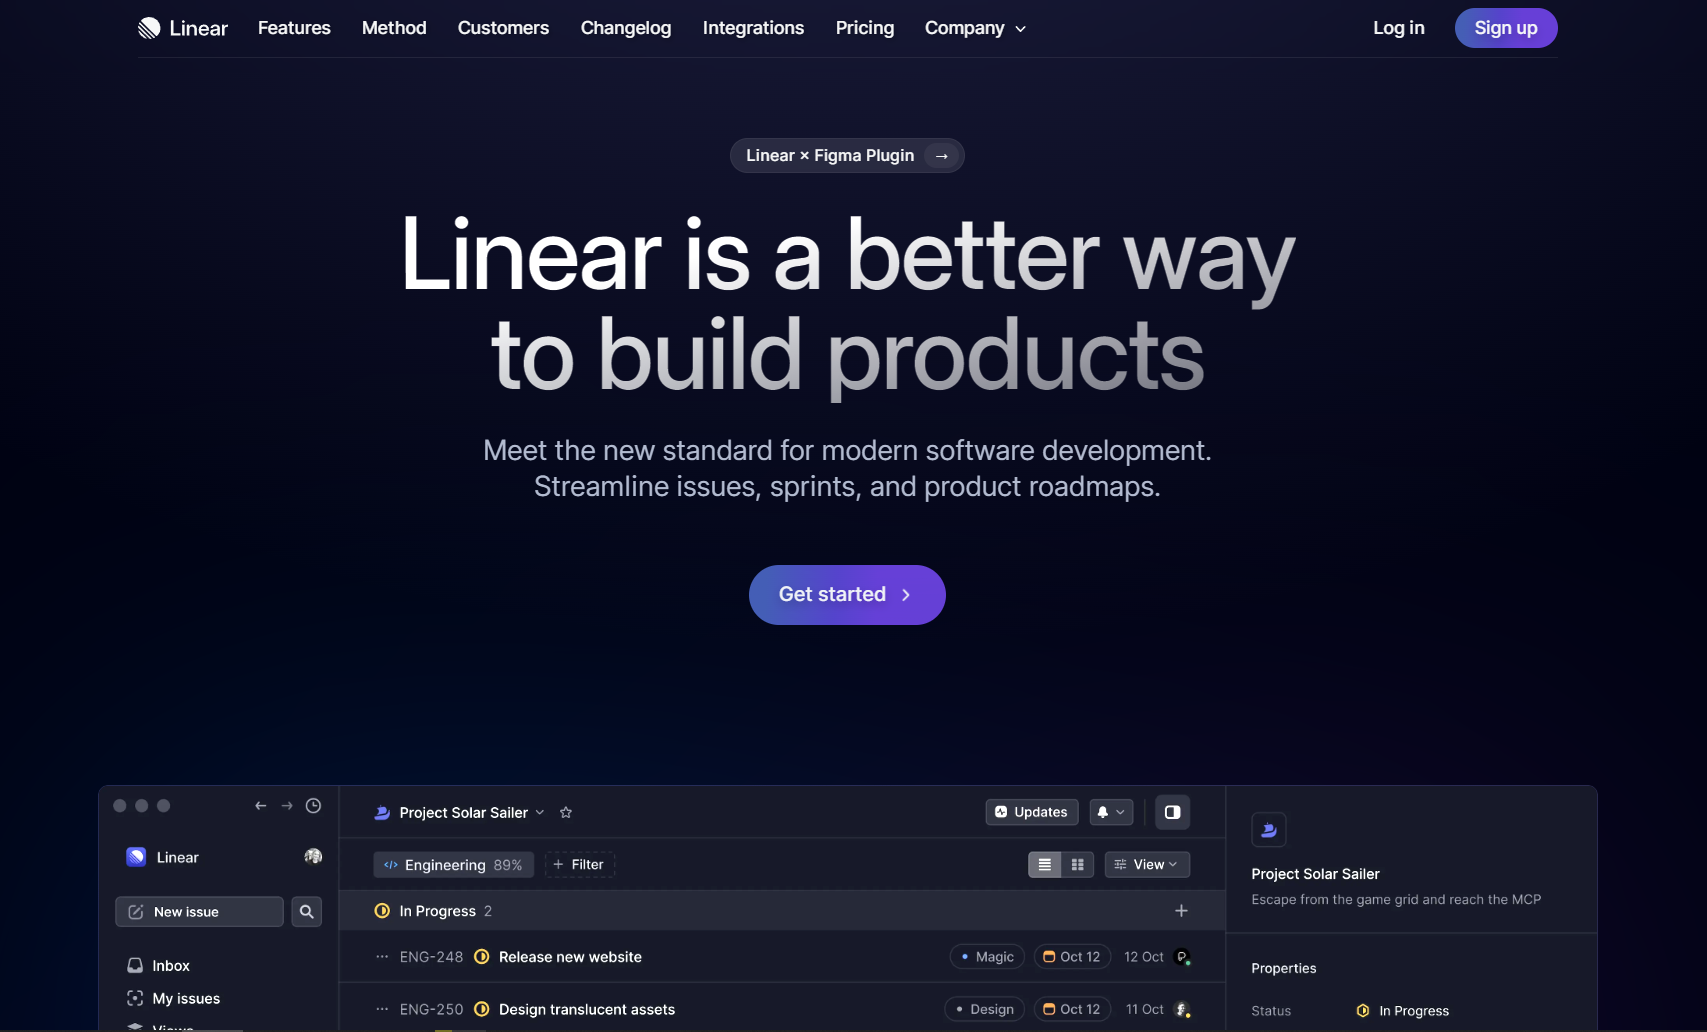 Linear Features Method Customers Changelog Integrations Pricing Company Log in Sign up
Linear × Figma Plugin →
Linear is a better way
to build products
Meet the new standard for modern software development.
Streamline issues, sprints, and product roadmaps.
Get started
Project Solar Sailer Updates
Linear
Engineering 89% + Filter View
Project Solar Sailer
Escape from the game grid and reach the MCP
New issue
In Progress 2
ENG-248 Release new website Magic Oct 12 12 Oct
Inbox
Properties
My issues
ENG-250 Design translucent assets Design Oct 12 11 Oct
Status In Progress
Views